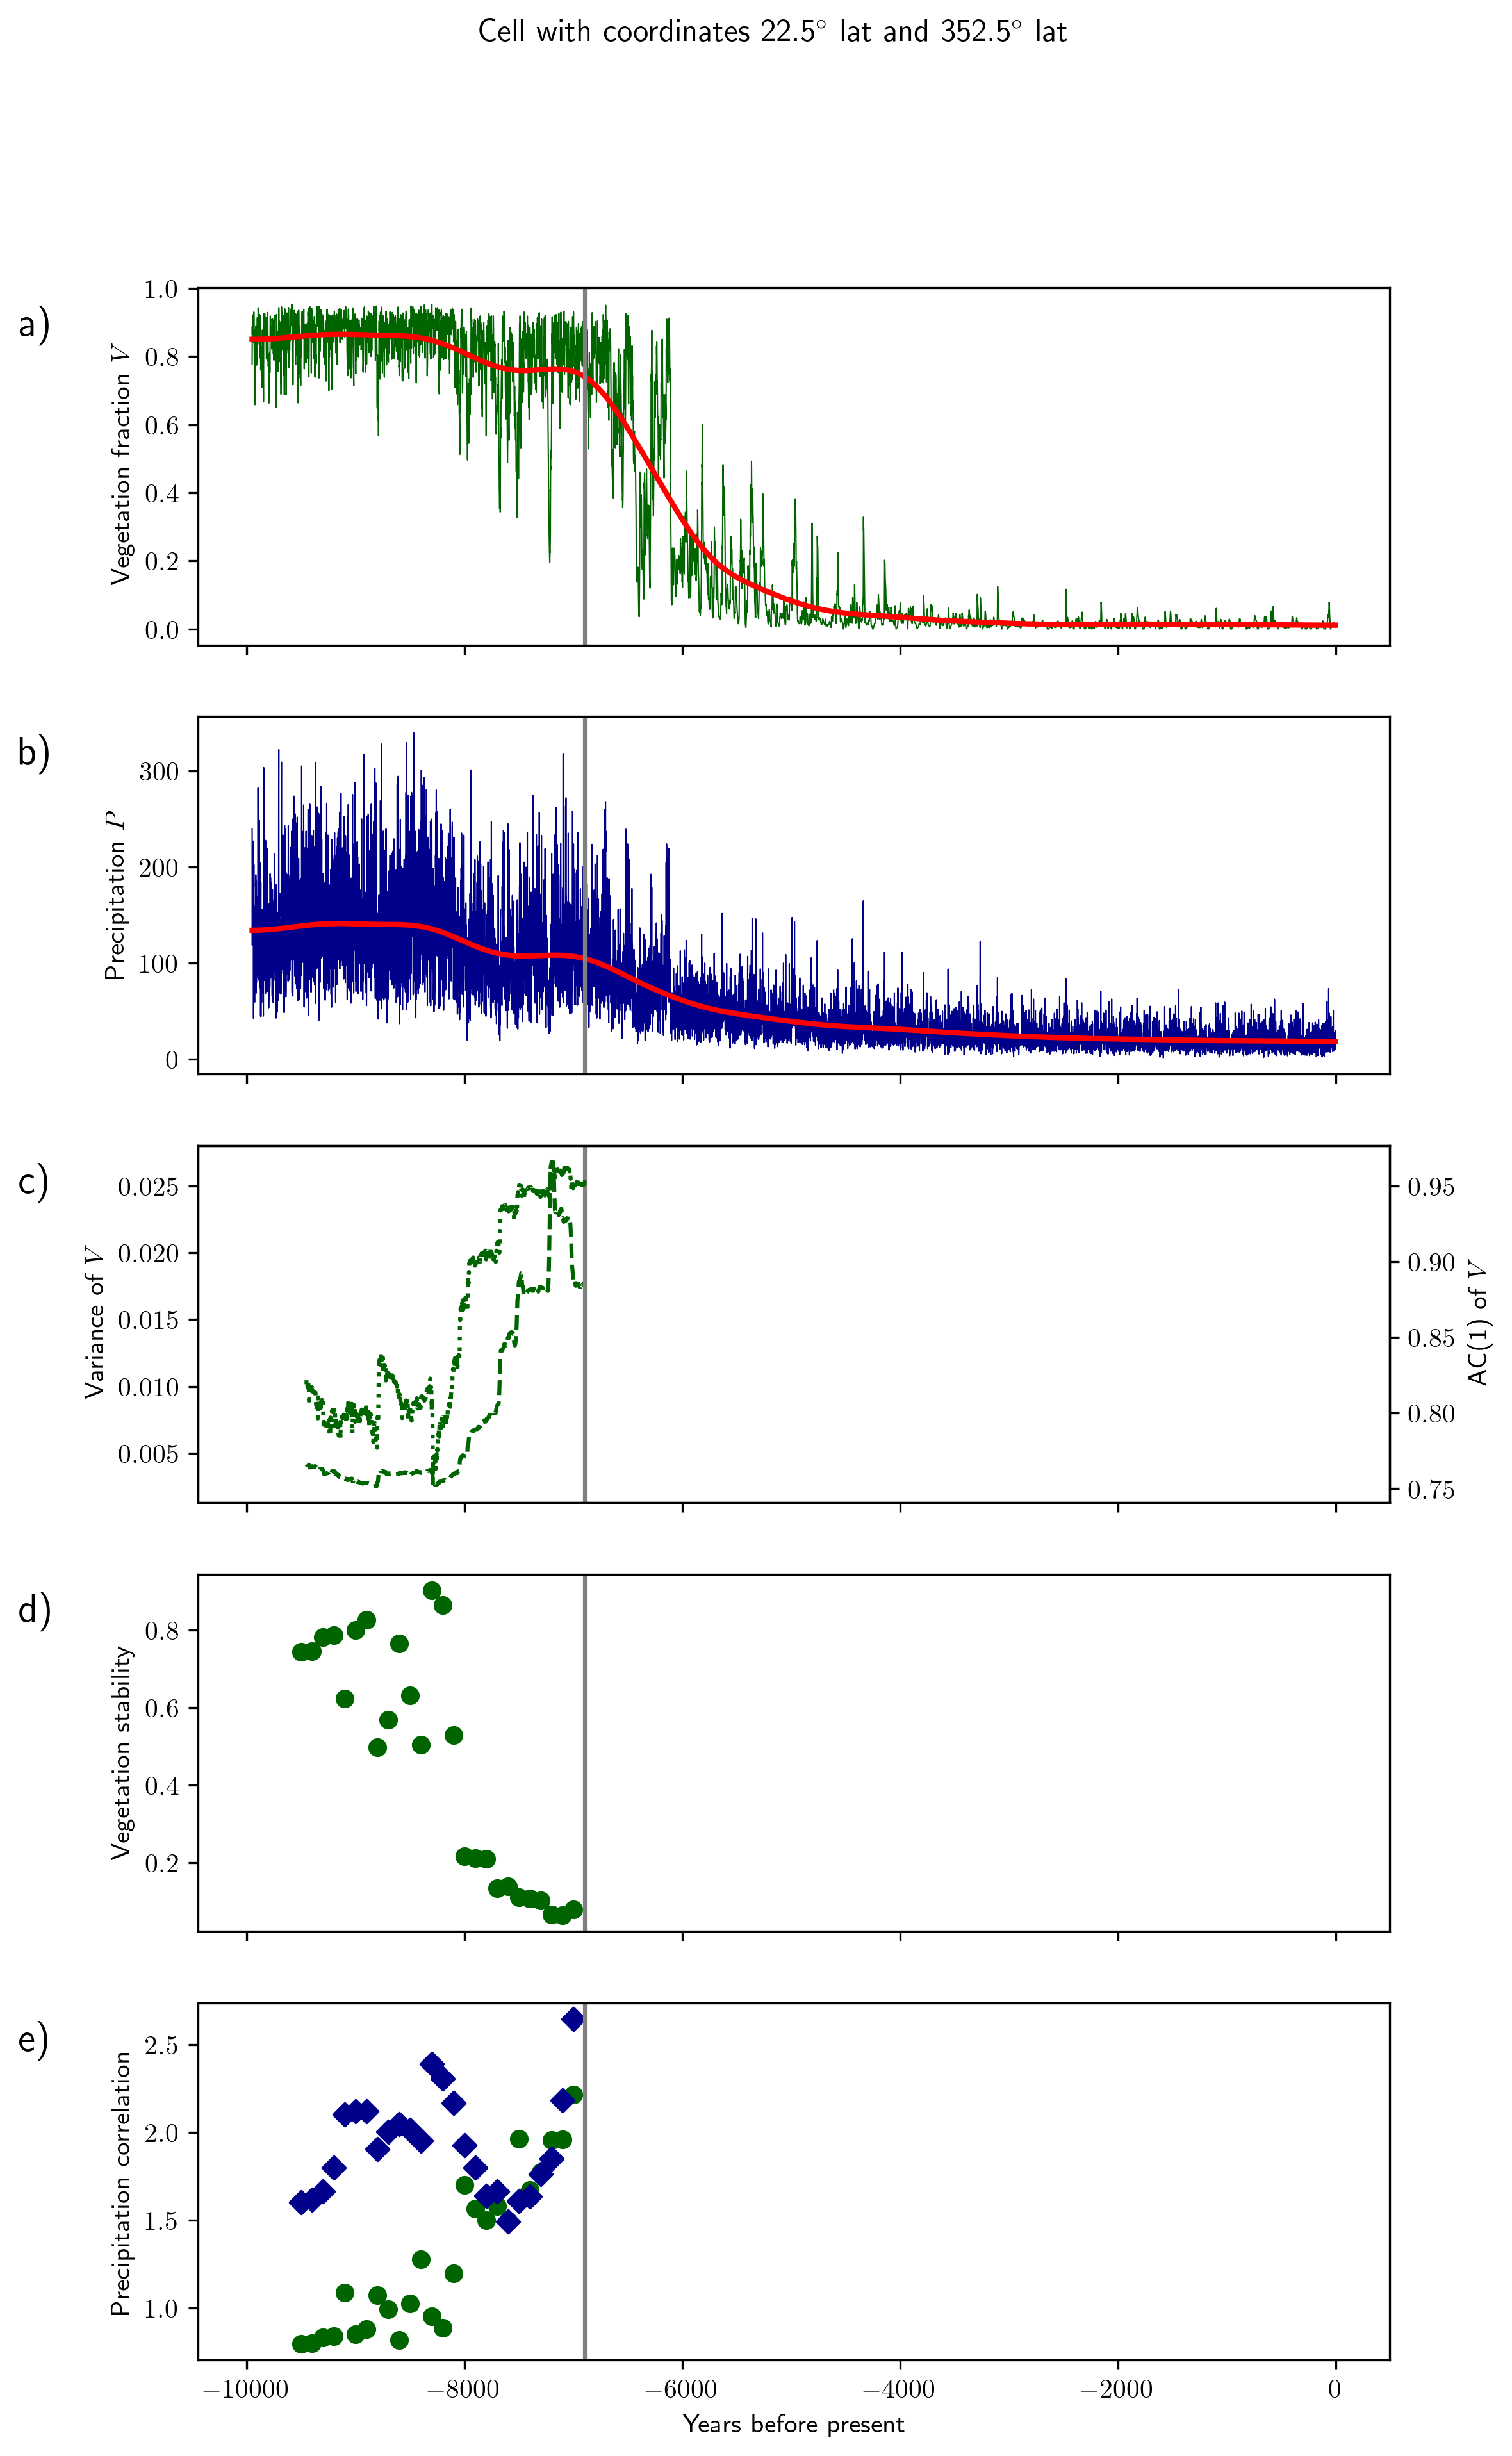 Cell with coordinates 22.5° lat and 352.5° lat
a)
Vegetation fraction V
1.0
0.8
0.6
0.4
0.2
0.0
b)
Precipitation P
300
200
100
0
c)
Variance of V
0.025
0.020
0.015
0.010
0.005
0.95
0.90
0.85
0.80
0.75
AC(1) of V
d)
Vegetation stability
0.8
0.6
0.4
0.2
e)
Precipitation correlation
2.5
2.0
1.5
1.0
−10000 −8000 −6000 −4000 −2000 0
Years before present